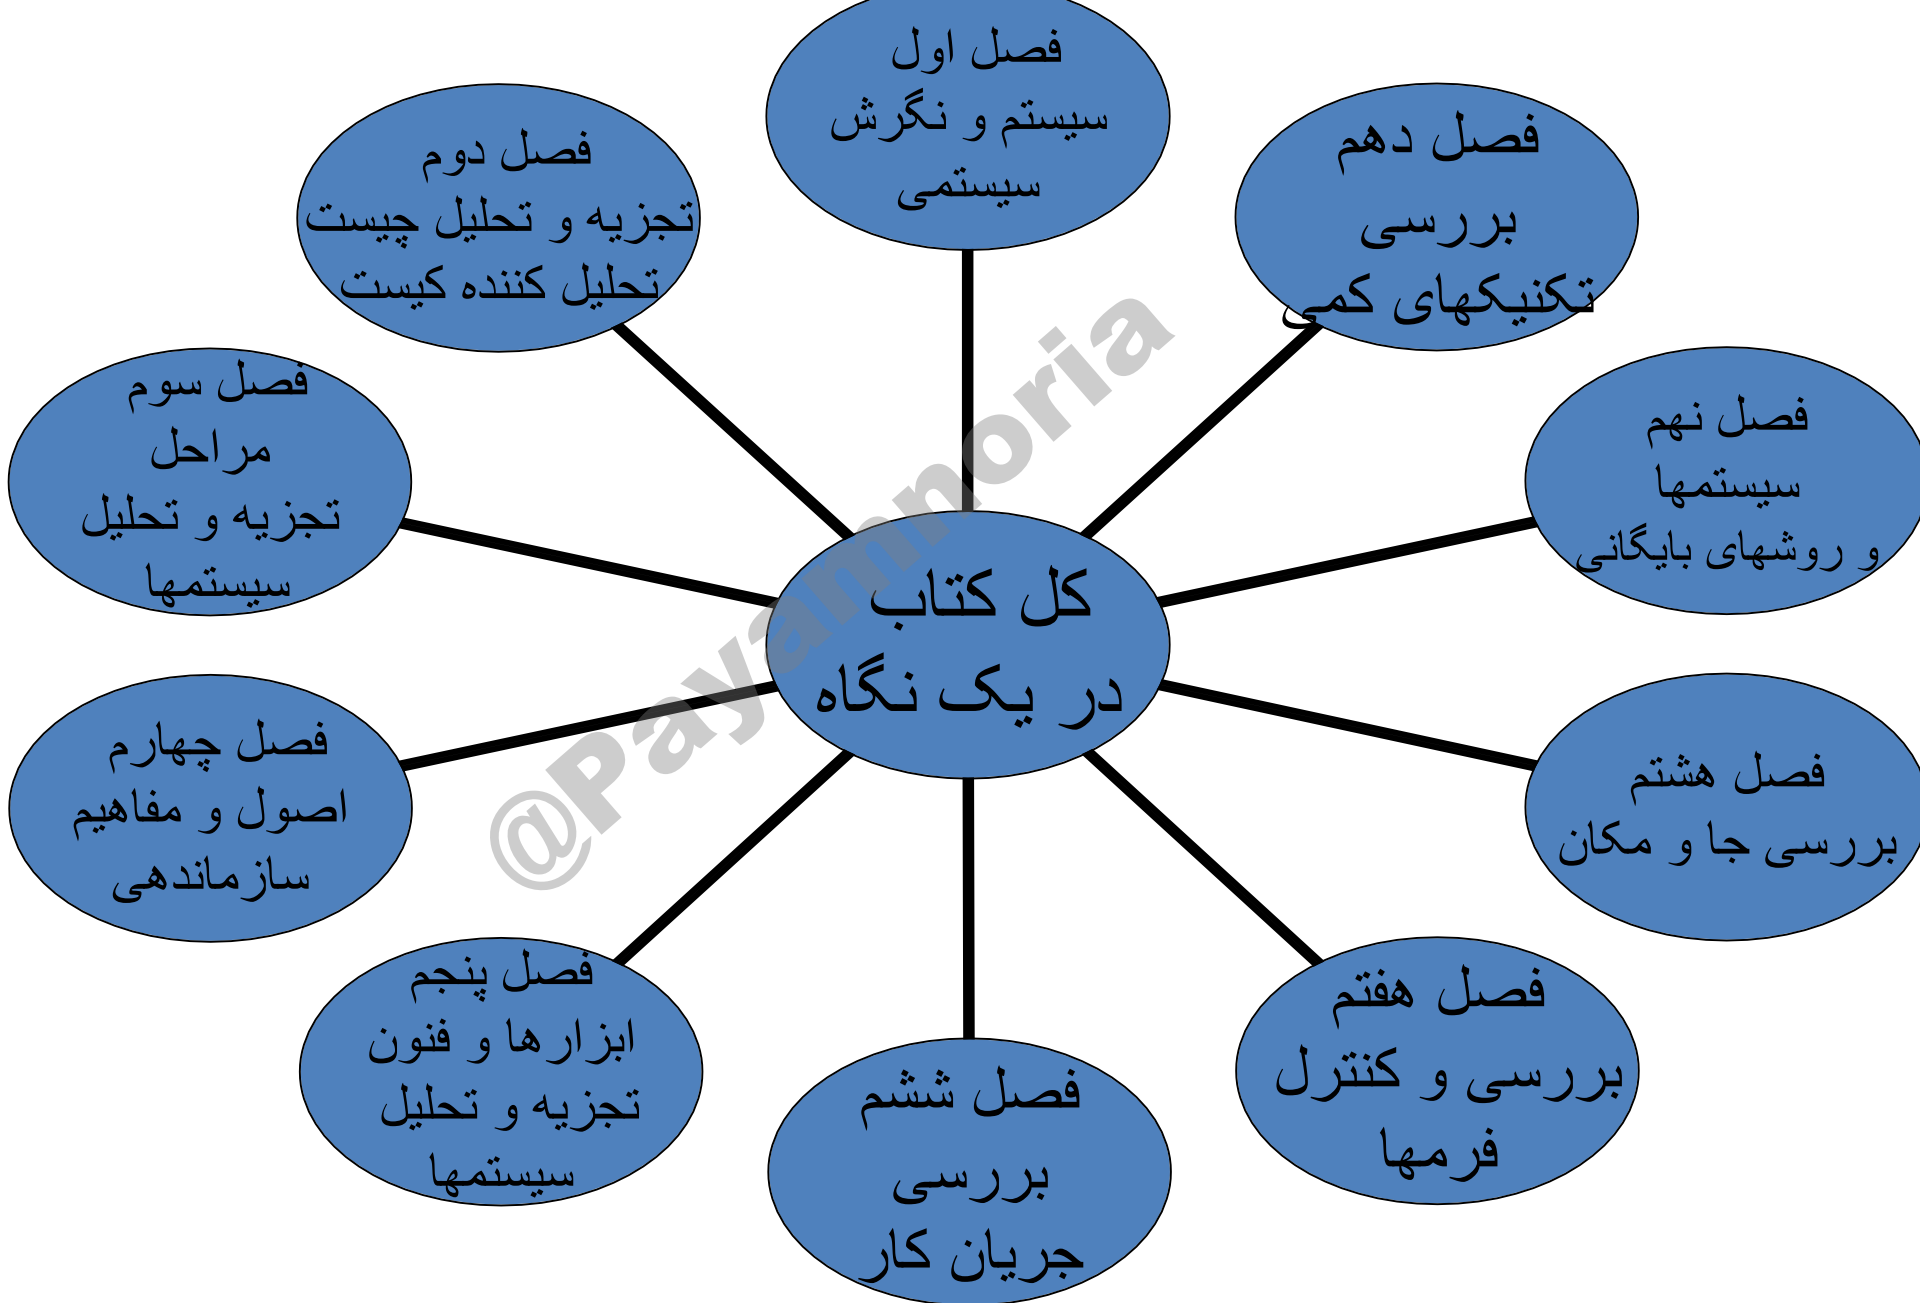 کل کتاب
در یک نگاه
فصل اول
سیستم و نگرش
سیستمی
فصل دوم
تجزیه و تحلیل چیست
تحلیل کننده کیست
فصل سوم
مراحل
تجزیه و تحلیل
سیستمها
فصل چهارم
اصول و مفاهیم
سازماندهی
فصل پنجم
ابزارها و فنون
تجزیه و تحلیل
سیستمها
فصل ششم
بررسی
جریان کار
فصل هفتم
بررسی و کنترل
فرمها
فصل هشتم
بررسی جا و مکان
فصل نهم
سیستمها
و روشهای بایگانی
فصل دهم
بررسی
تکنیکهای کمی
@Payamnoria